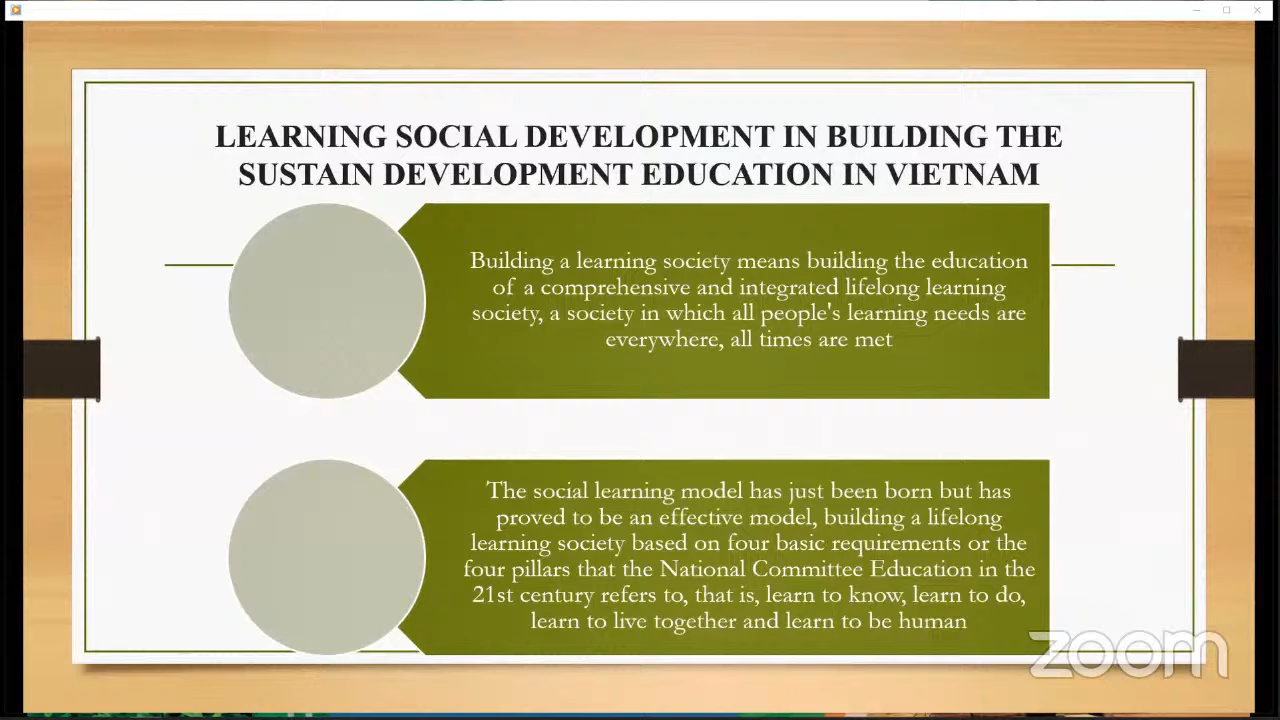 LEARNING SOCIAL DEVELOPMENT IN BUILDING THE
SUSTAIN DEVELOPMENT EDUCATION IN VIETNAM
Building a learning society means building the education
of a comprehensive and integrated lifelong learning
society, a society in which all people's learning needs are
everywhere, all times are met
The social learning model has just been born but has
proved to be an effective model, building a lifelong
learning society based on four basic requirements or the
four pillars that the National Committee Education in the
21st century refers to, that is, learn to know, learn to do,
learn to live together and learn to be human
zoom